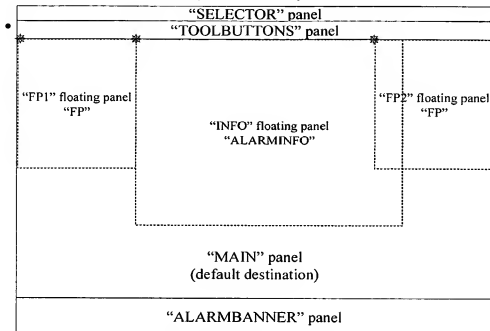 “SELECTOR” panel
“TOOLBUTTONS” panel
“FP1” floating panel
“FP”
“INFO” floating panel
“ALARMINFO”
“FP2” floating panel
“FP”
“MAIN” panel
(default destination)
“ALARMBANNER” panel